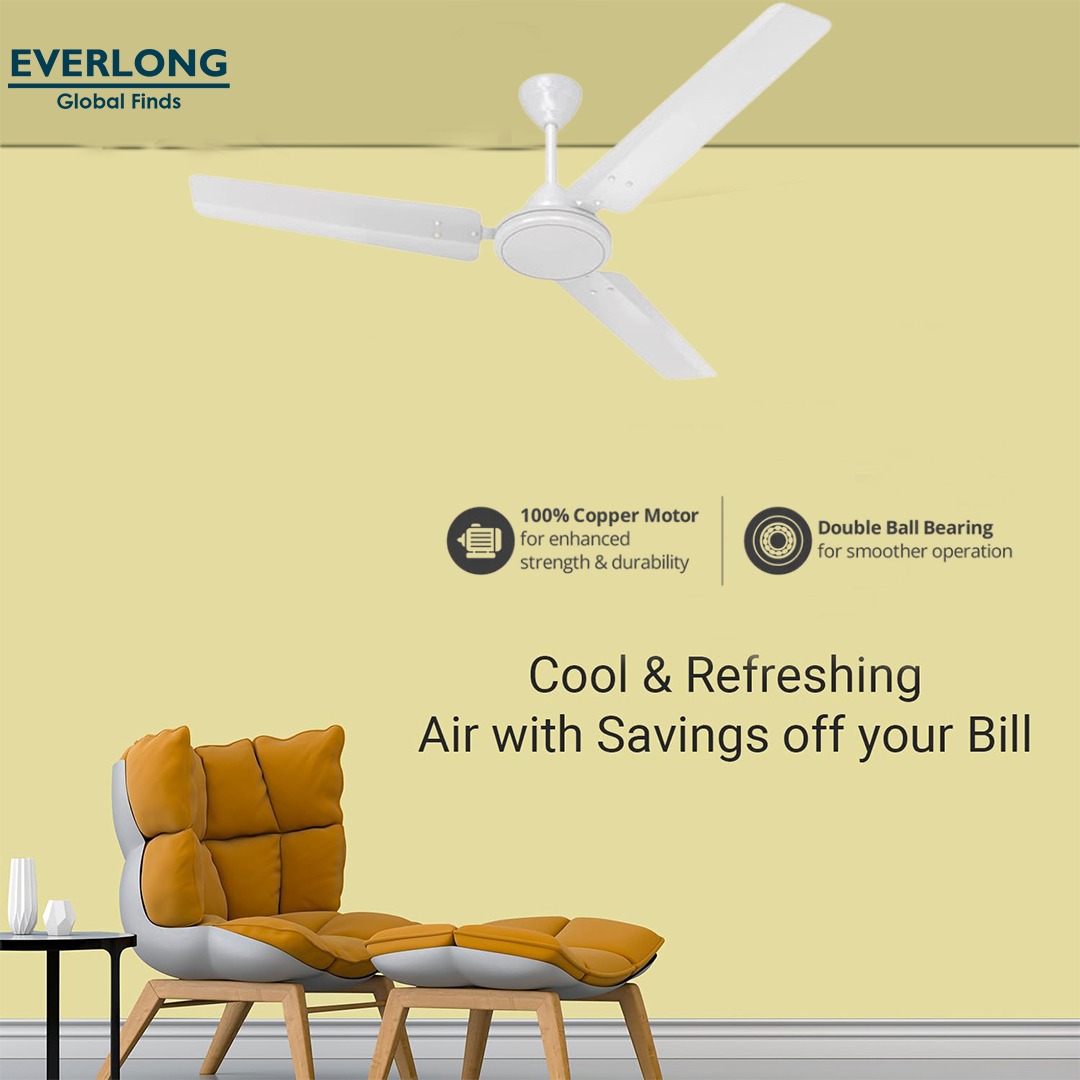 EVERLONG
Global Finds
100% Copper Motor
for enhanced
strength & durability
Double Ball Bearing
for smoother operation
Cool & Refreshing
Air with Savings off your Bill